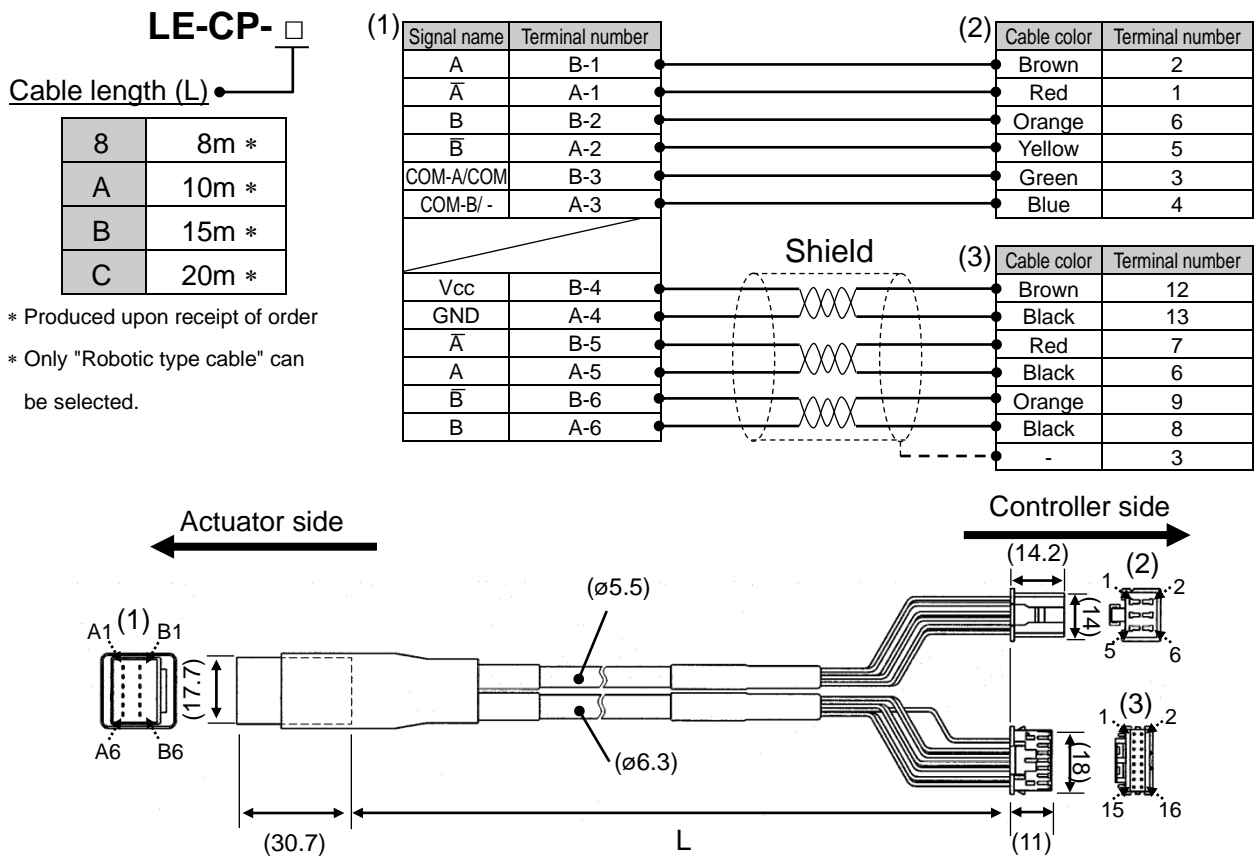 LE-CP- □
Cable length (L)
8 8m *
A 10m *
B 15m *
C 20m *
* Produced upon receipt of order
* Only "Robotic type cable" can
be selected.
(1)
Signal name Terminal number
A B-1
A̅ A-1
B B-2
B̅ A-2
COM-A/COM B-3
COM-B/ - A-3
Vcc B-4
GND A-4
A̅ B-5
A A-5
B̅ B-6
B A-6
Shield
(2)
Cable color Terminal number
Brown 2
Red 1
Orange 6
Yellow 5
Green 3
Blue 4
(3)
Cable color Terminal number
Brown 12
Black 13
Red 7
Black 6
Orange 9
Black 8
- 3
Actuator side
Controller side
(1)
A1 B1
A6 B6
(17.7)
(30.7)
(ø5.5)
(ø6.3)
L
(14.2)
(14)
(2)
1 2
5 6
(18)
(11)
(3)
1 2
15 16